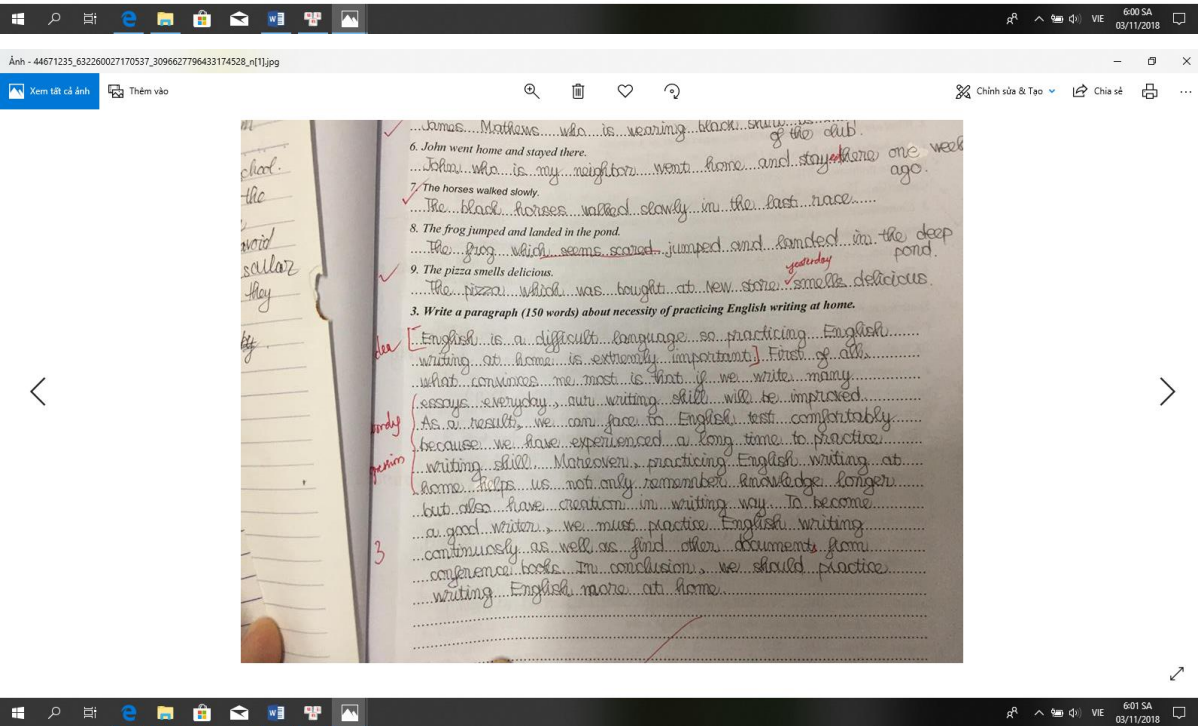 6:00 SA
VIE
03/11/2018
Ảnh - 44671235_632260027170537_3096627796433174528_n[1].jpg
Xem tất cả ảnh
Thêm vào
Chỉnh sửa & Tạo
Chia sẻ
chool.
the
avoid
they
by.
James Mathews who is wearing black
of the club.
6. John went home and stayed there.
John who is my neighbor went home and stayed there one week
ago.
7. The horses walked slowly.
The black horses walked slowly in the last race
8. The frog jumped and landed in the pond.
The frog which seems scared jumped and landed in the deep
pond.
9. The pizza smells delicious.
yesterday
The pizza which was bought at new store smells delicious.
3. Write a paragraph (150 words) about necessity of practicing English writing at home.
English is a difficult language so practicing English
writing at home is extremly important. First of all,
what convinces me most is that if we write many
essays everyday, our writing skill will be improved.
body
As a result, we can face to English test comfortably
because we have experienced a long time to practice
writing skill. Moreover, practicing English writing at
home helps us not only remember knowledge longer
but also have creation in writing way. To become
a good writer, we must practice English writing
3
continuosly as well as find other documents from
conference books. In conclusion, we should practice
writing English more at home.
VIE
6:01 SA
03/11/2018